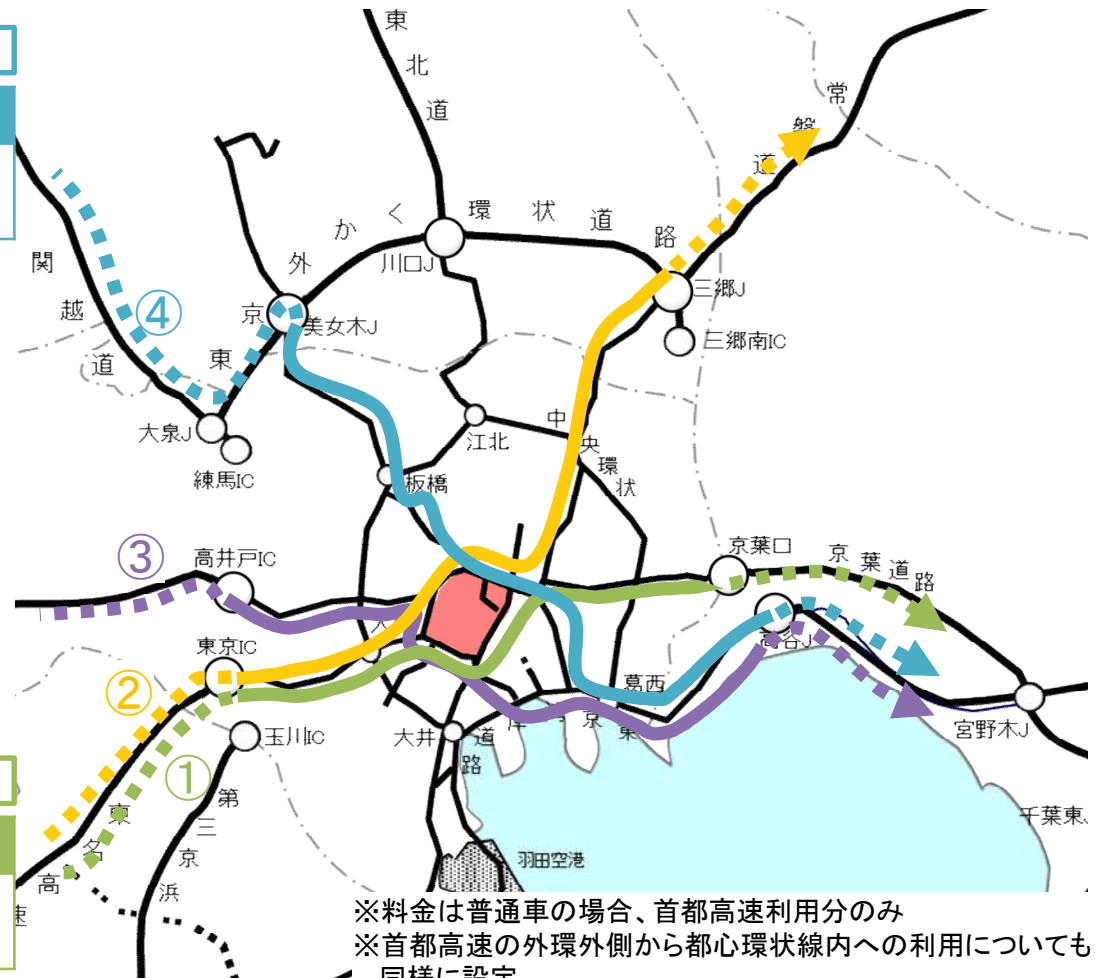 東北道
常磐道
外かく環状道路
東京
川口J
三郷J
三郷南IC
美女木J
関越道
④
大泉J
練馬IC
江北
中央環状
板橋
③
高井戸IC
京葉口
京葉道路
東京IC
②
高谷J
葛西
宮野木J
玉川IC
大井
①
東名高速
第三京浜
羽田空港
千葉東J
※料金は普通車の場合、首都高速利用分のみ
※首都高速の外環外側から都心環状線内への利用についても
同様に設定